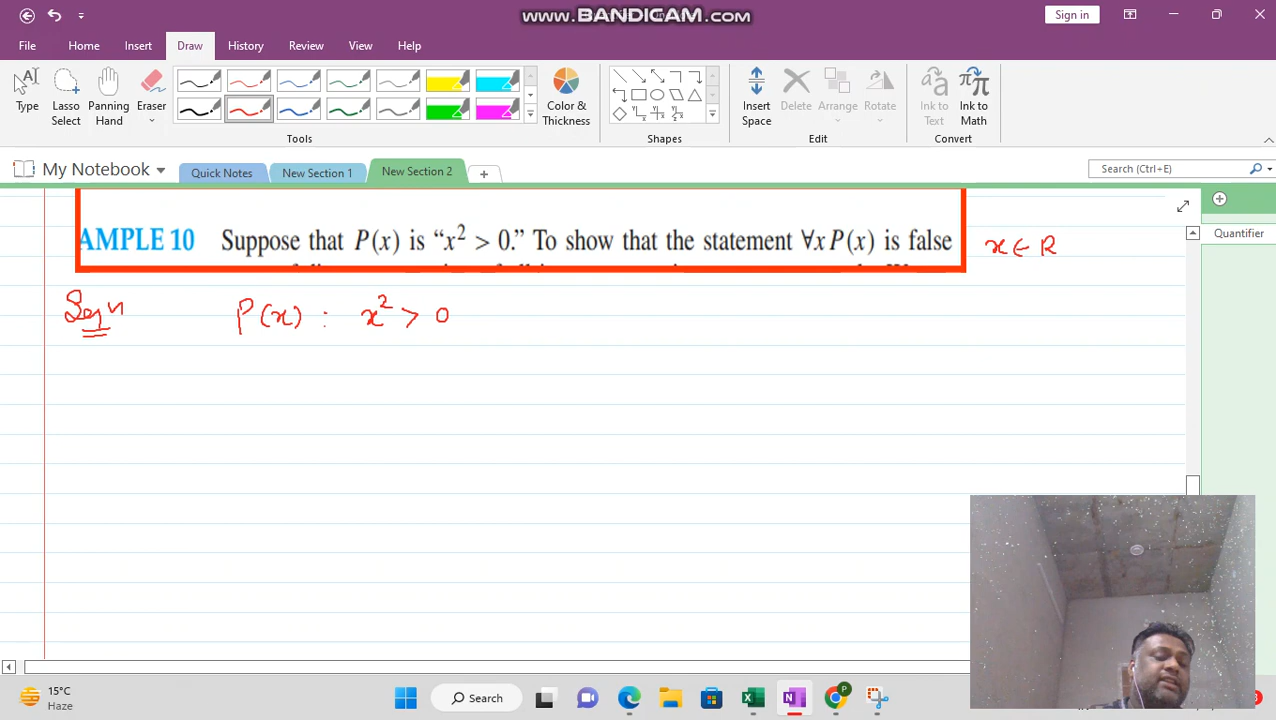 www.BANDICAM.com
Sign in
File Home Insert Draw History Review View Help
Type
Lasso Select
Panning Hand
Eraser
Color & Thickness
Insert Space
Delete
Arrange
Rotate
Ink to Text
Ink to Math
Tools
Shapes
Edit
Convert
My Notebook
Quick Notes
New Section 1
New Section 2
Search (Ctrl+E)
Quantifier
AMPLE 10 Suppose that P(x) is “x² > 0.” To show that the statement ∀x P(x) is false
x ∈ R
P(x) : x² > 0
15°C
Haze
Search